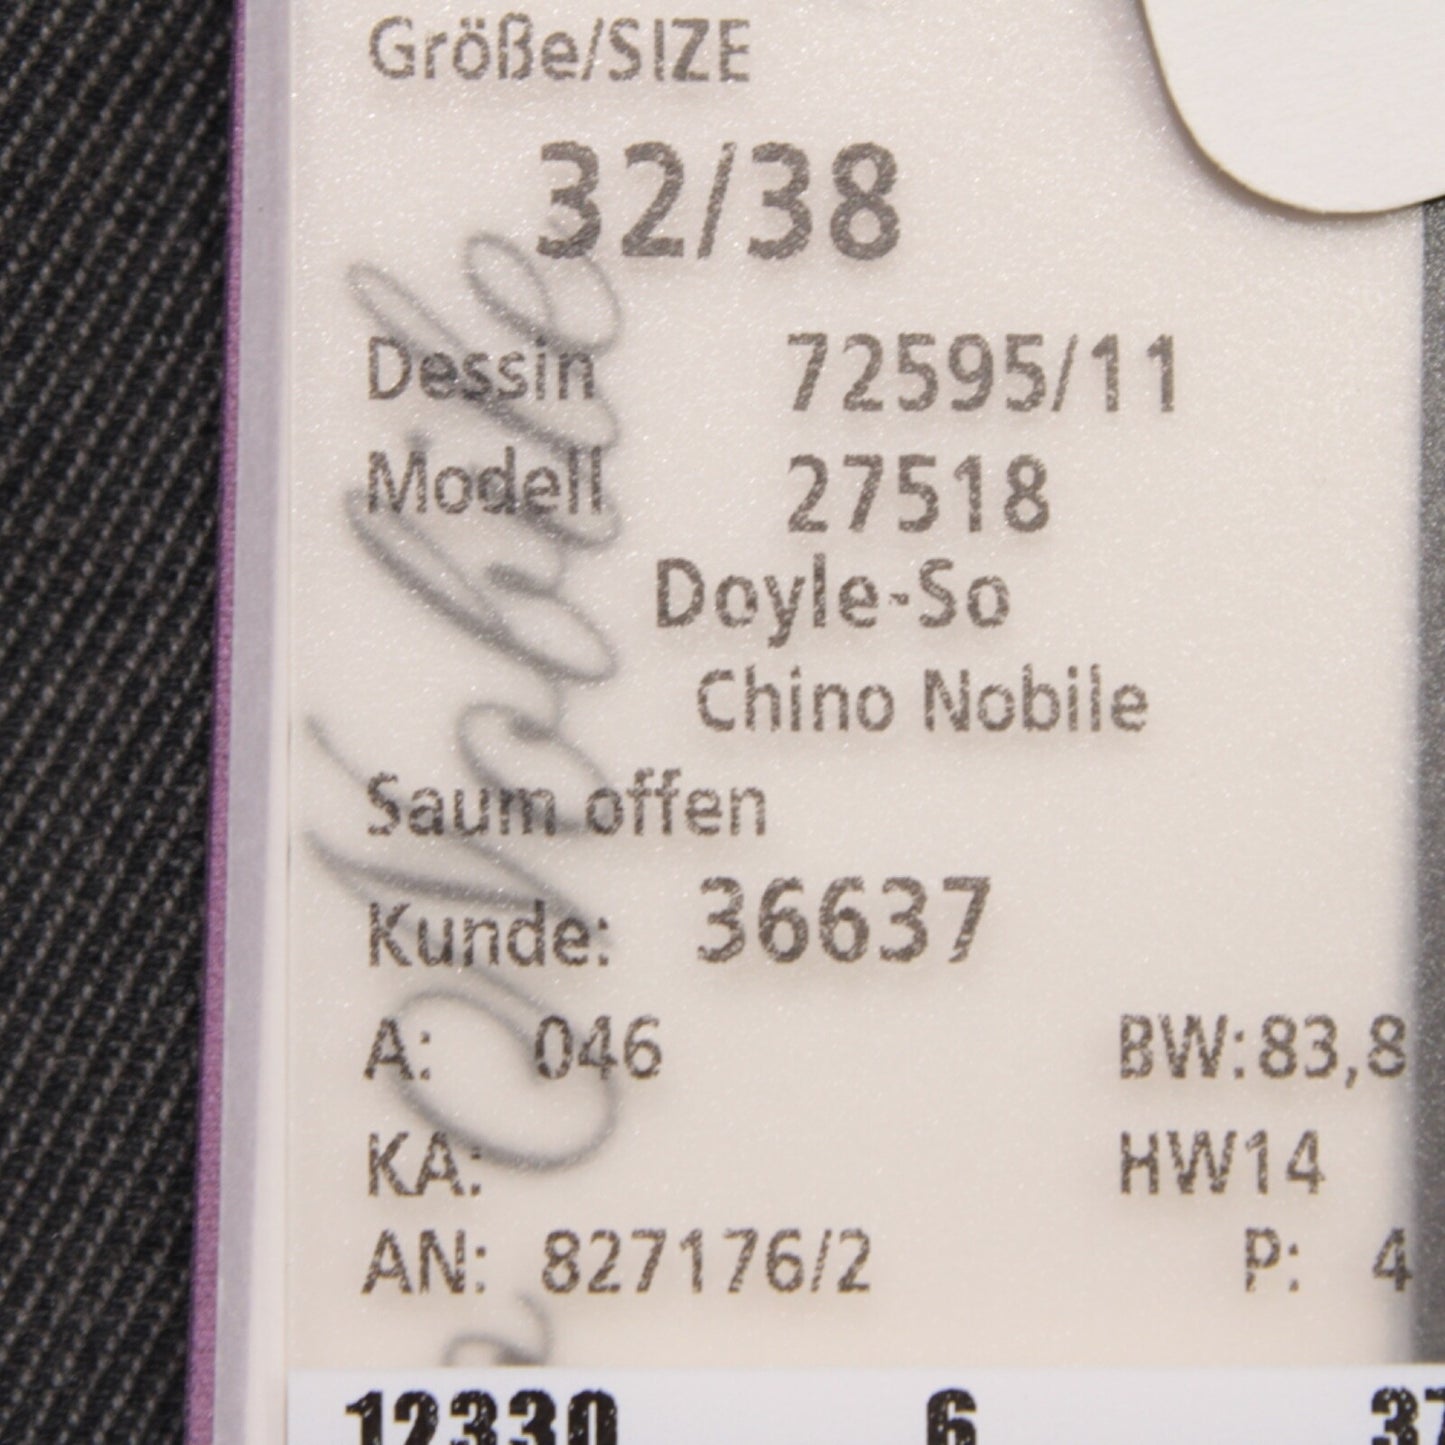 Größe/SIZE
32/38
Dessin 72595/11
Modell 27518
Doyle-So
Chino Nobile
Saum offen
Kunde: 36637
A: 046 BW:83,8
KA: HW14
AN: 827176/2 P: 4
12330 6 37
Nobile